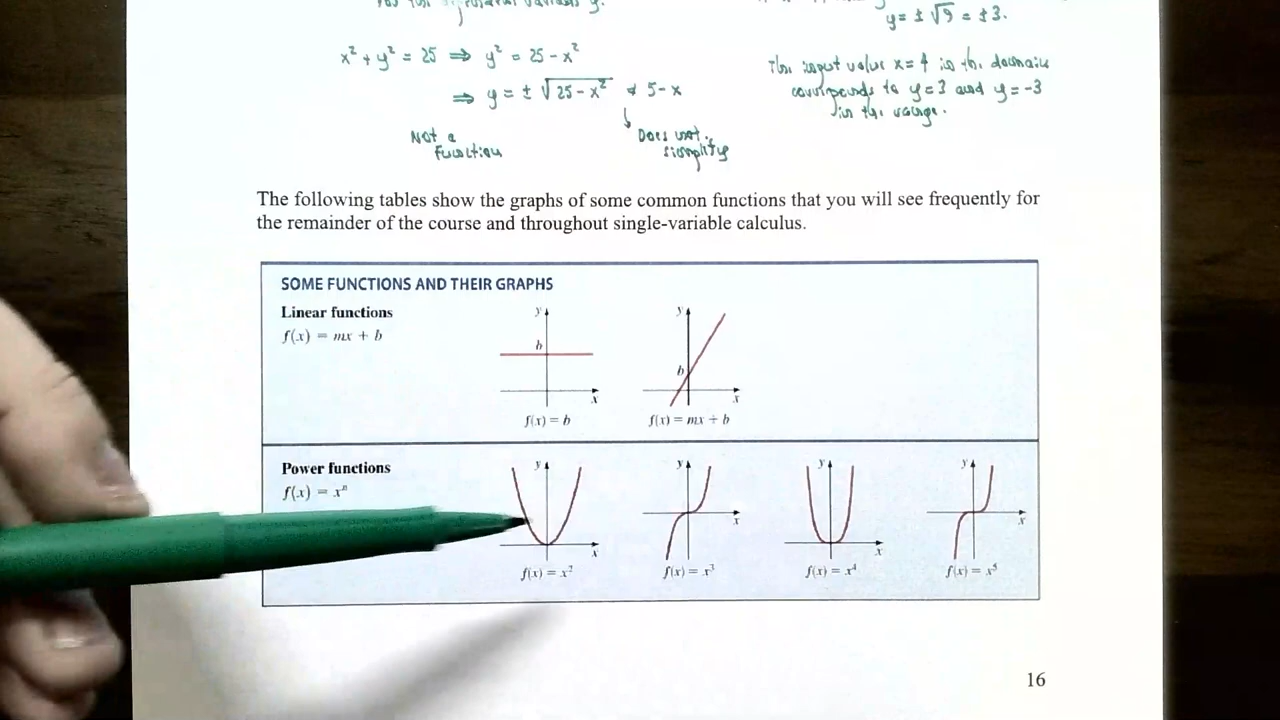 y = ± √9 = ±3.
x² + y² = 25 ⇒ y² = 25 - x²
⇒ y = ± √25 - x² ≠ 5 - x
Not a
Function
Does not
simplify
The input value x = 4 in the domain
corresponds to y = 3 and y = -3
in the range.
The following tables show the graphs of some common functions that you will see frequently for
the remainder of the course and throughout single-variable calculus.
SOME FUNCTIONS AND THEIR GRAPHS
Linear functions
f(x) = mx + b
y
b
x
f(x) = b
y
b
x
f(x) = mx + b
Power functions
f(x) = xⁿ
y
x
f(x) = x²
y
x
f(x) = x³
y
x
f(x) = x⁴
y
x
f(x) = x⁵
16